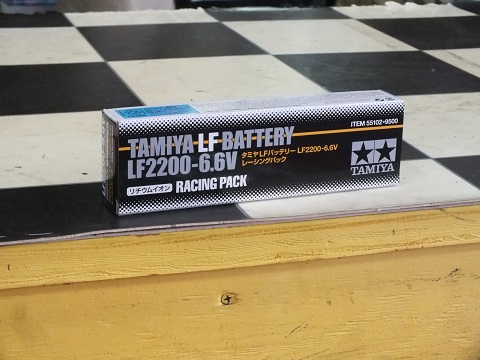 ITEM 55102・9500
TAMIYA LF BATTERY
LF2200-6.6V
タミヤLFバッテリー LF2200-6.6V
レーシングパック
リチウムイオン RACING PACK
TAMIYA